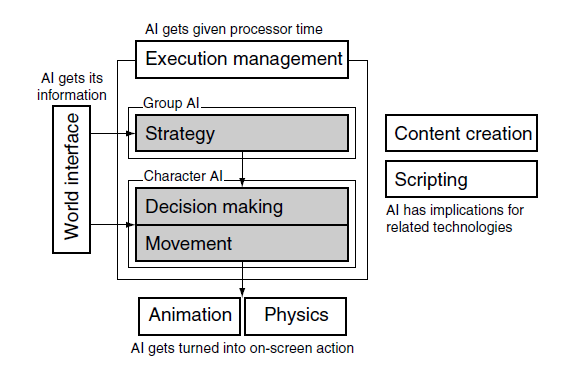 AI gets given processor time
Execution management
AI gets its
information
Group AI
World interface
Strategy
Content creation
Character AI
Scripting
Decision making
AI has implications for
related technologies
Movement
Animation
Physics
AI gets turned into on-screen action